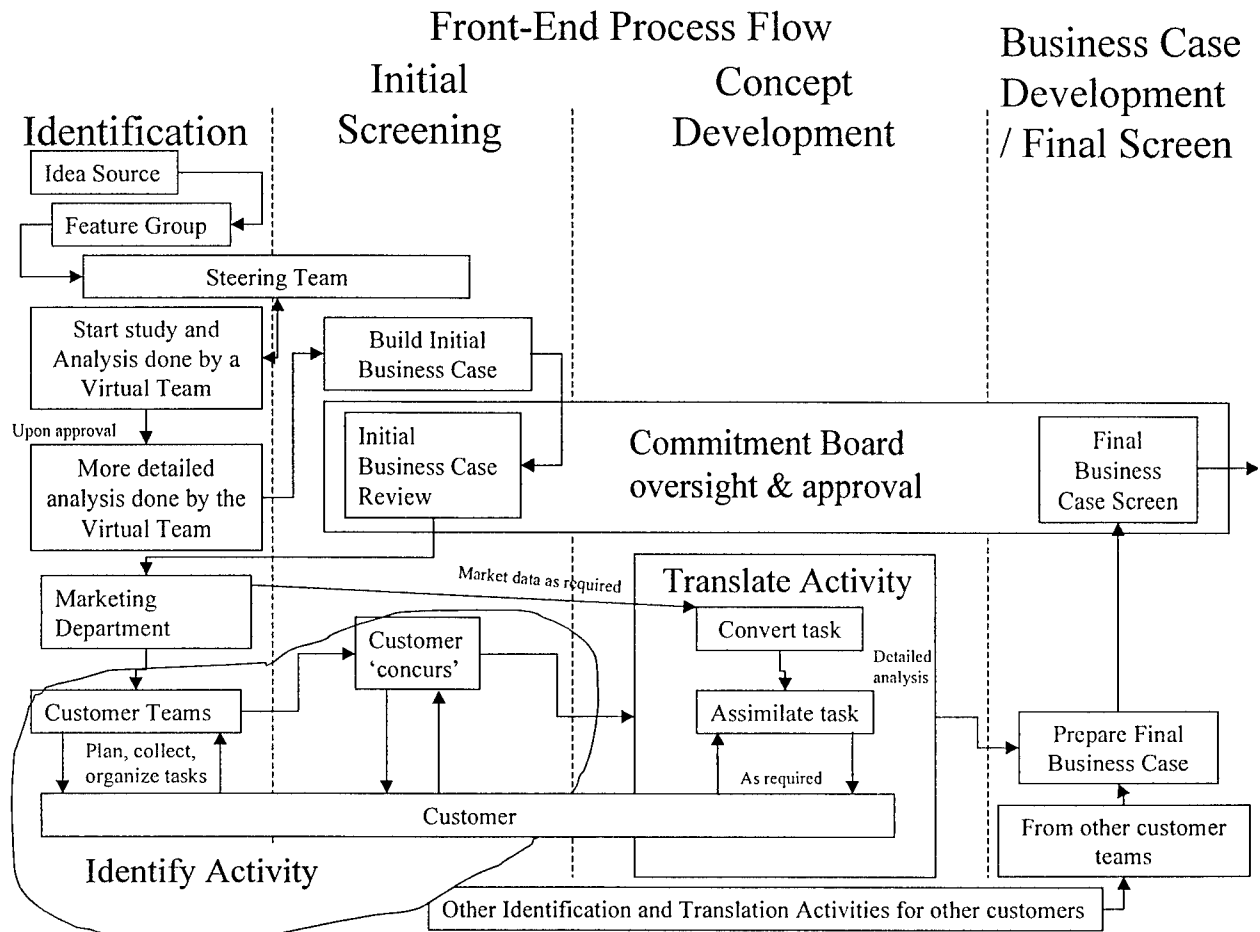 Front-End Process Flow
Identification
Initial
Screening
Concept
Development
Business Case
Development
/ Final Screen
Idea Source
Feature Group
Steering Team
Start study and
Analysis done by a
Virtual Team
Build Initial
Business Case
Upon approval
More detailed
analysis done by the
Virtual Team
Initial
Business Case
Review
Commitment Board
oversight & approval
Final
Business
Case Screen
Marketing
Department
Market data as required
Translate Activity
Convert task
Customer
'concurs'
Detailed
analysis
Customer Teams
Assimilate task
Plan, collect,
organize tasks
As required
Prepare Final
Business Case
Customer
From other customer
teams
Identify Activity
Other Identification and Translation Activities for other customers